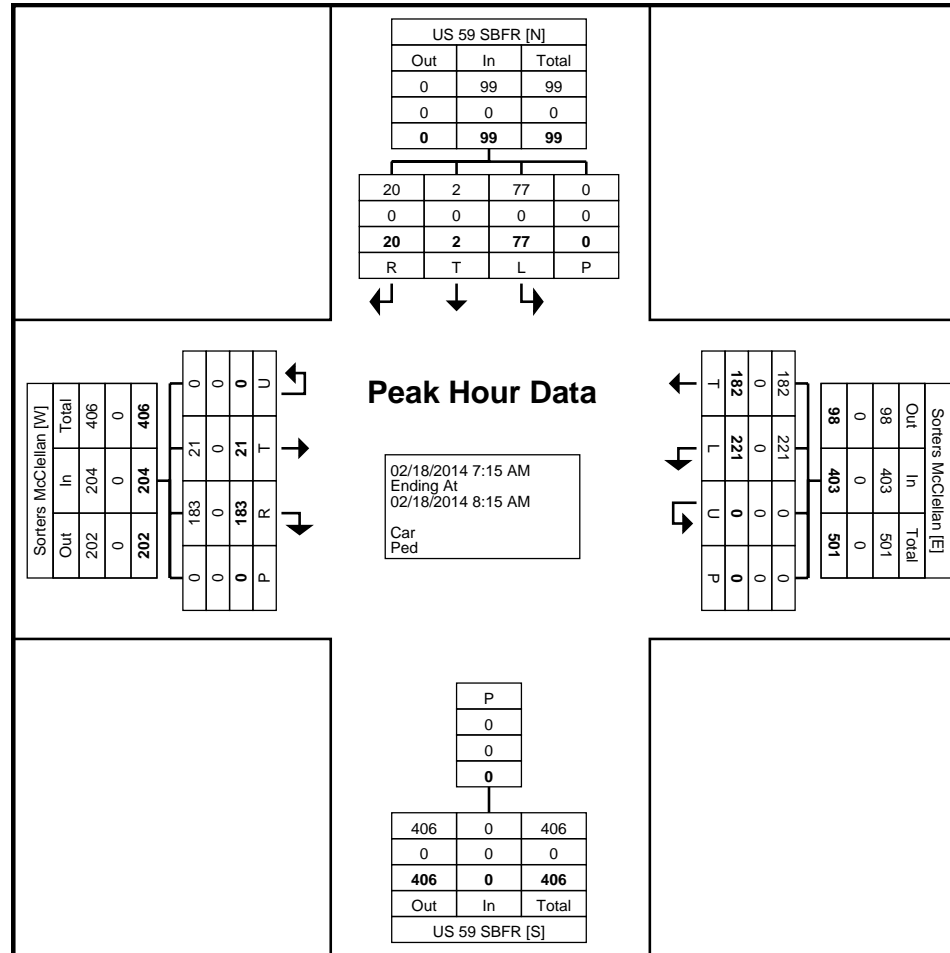 US 59 SBFR [N]
Out In Total
0 99 99
0 0 0
0 99 99
20 2 77 0
0 0 0 0
20 2 77 0
R T L P
Peak Hour Data
02/18/2014 7:15 AM
Ending At
02/18/2014 8:15 AM
Car
Ped
Sorters McClellan [W]
Out In Total
202 204 406
0 0 0
202 204 406
0 21 183 0
0 0 0 0
0 21 183 0
U T R P
Sorters McClellan [E]
Out In Total
98 403 501
0 0 0
98 403 501
182 221 0 0
0 0 0 0
182 221 0 0
T L U P
P
0
0
0
406 0 406
0 0 0
406 0 406
Out In Total
US 59 SBFR [S]